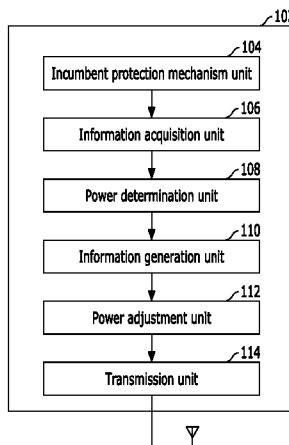 102
104
Incumbent protection mechanism unit
106
Information acquisition unit
108
Power determination unit
110
Information generation unit
112
Power adjustment unit
114
Transmission unit